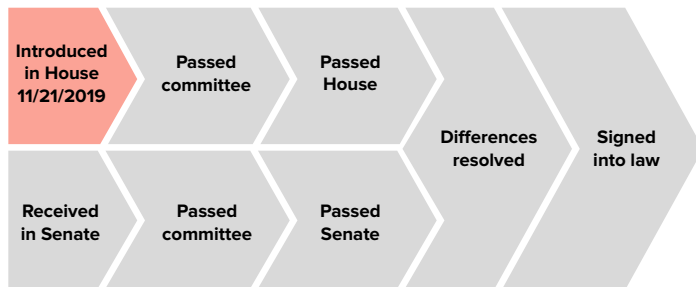 Introduced
in House
11/21/2019
Passed
committee
Passed
House
Differences
resolved
Signed
into law
Received
in Senate
Passed
committee
Passed
Senate